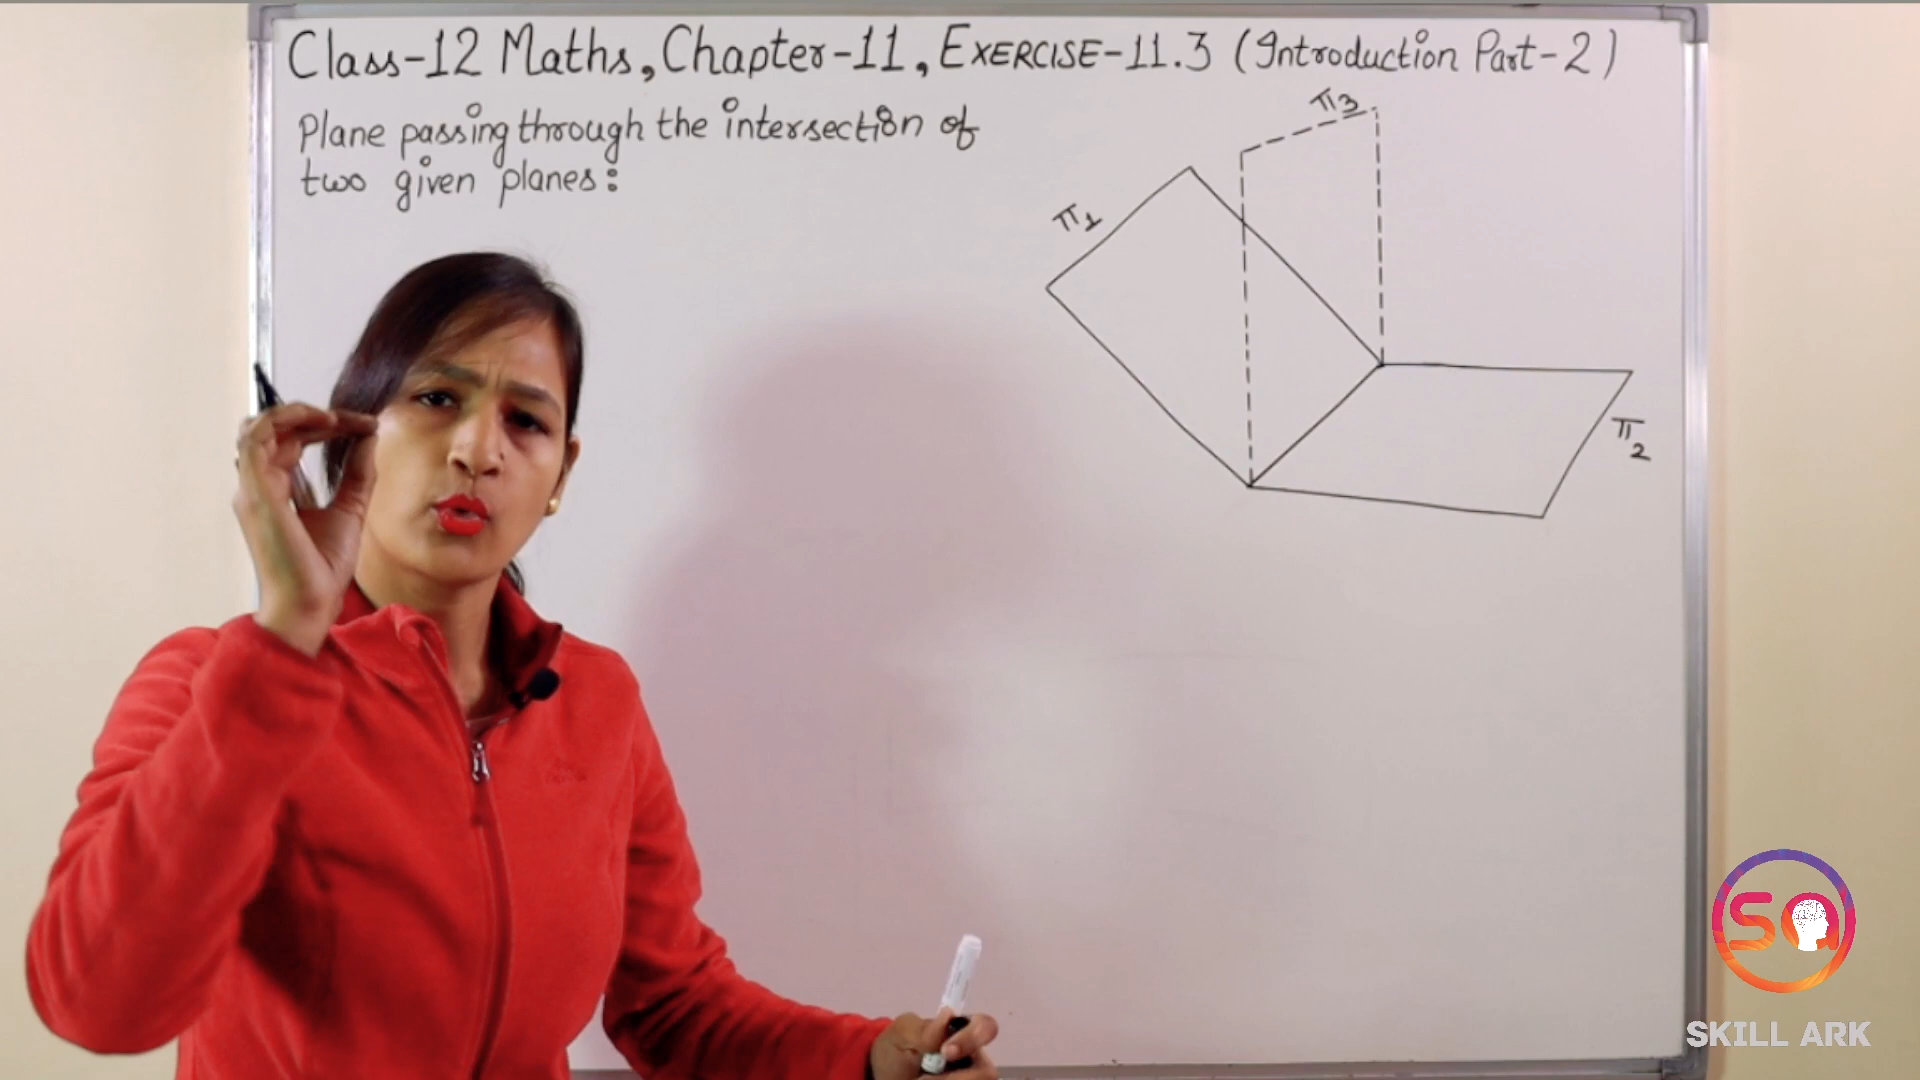 Class-12 Maths, Chapter-11, EXERCISE-11.3 (Introduction Part-2)
Plane passing through the intersection of
two given planes:
π3
π1
π2
sa
SKILL ARK